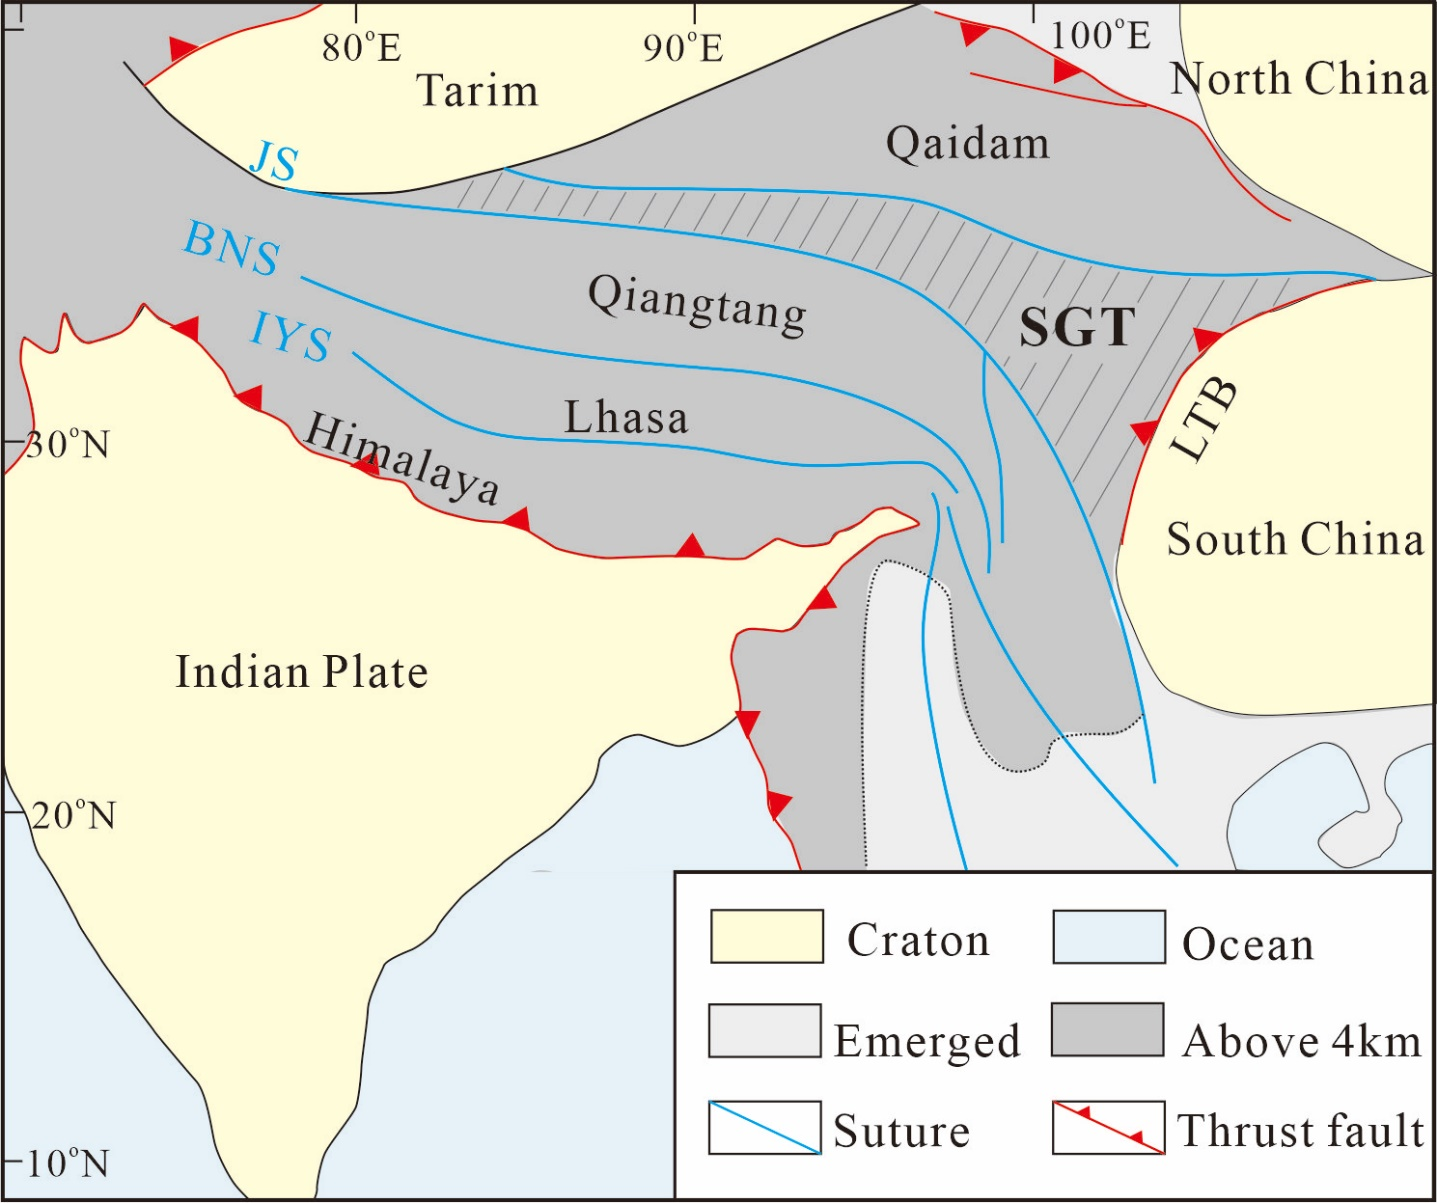 80°E
90°E
100°E
Tarim
North China
Qaidam
JS
BNS
Qiangtang
IYS
SGT
LTB
Lhasa
Himalaya
30°N
South China
Indian Plate
20°N
10°N
Craton
Ocean
Emerged
Above 4km
Suture
Thrust fault